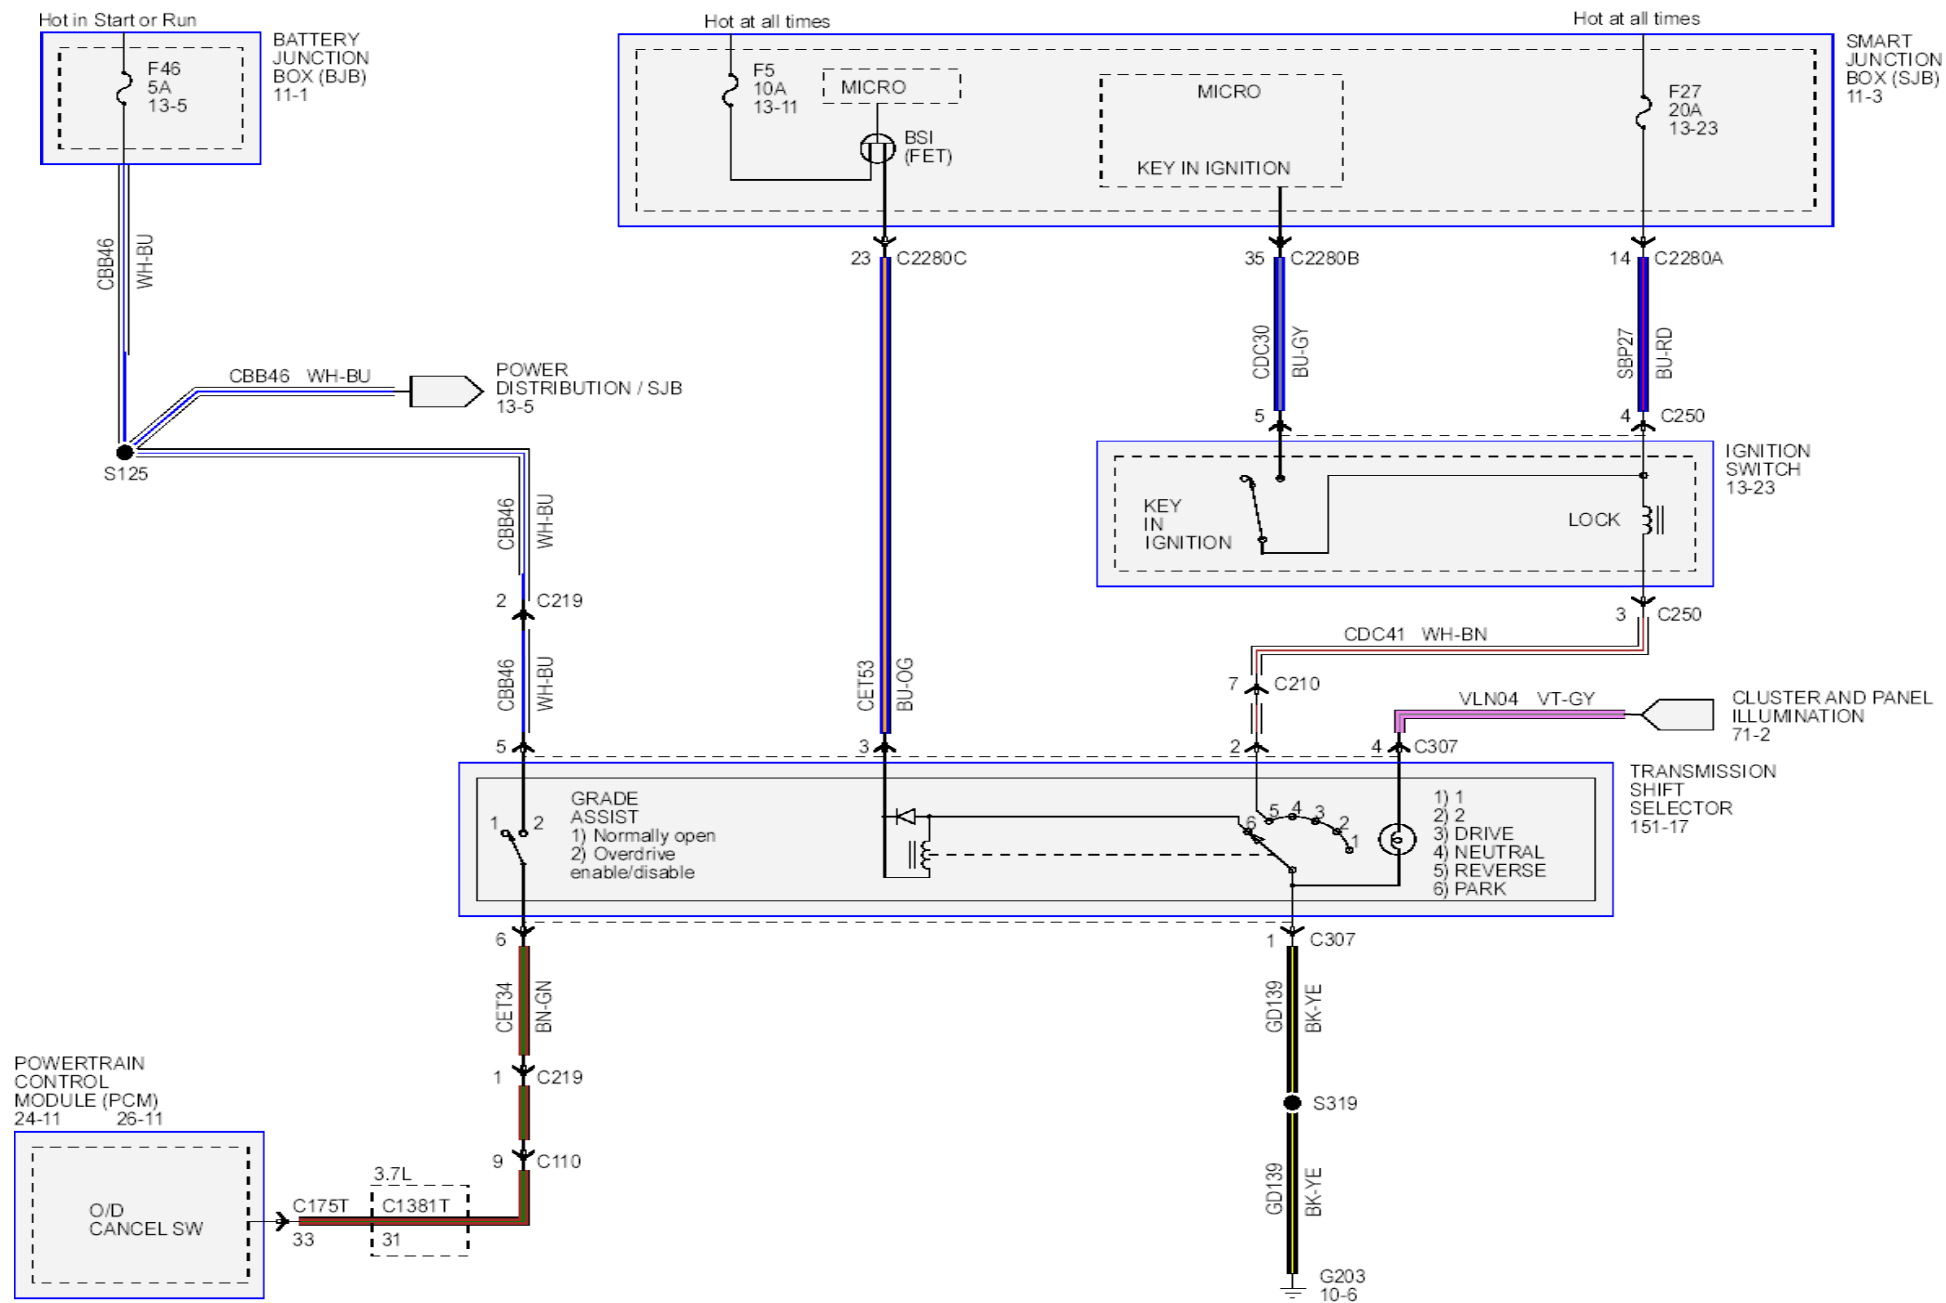 Hot in Start or Run
BATTERY
JUNCTION
BOX (BJB)
11-1
F46
5A
13-5
Hot at all times
Hot at all times
F5
10A
13-11
MICRO
BSI
(FET)
MICRO
KEY IN IGNITION
F27
20A
13-23
SMART
JUNCTION
BOX (SJB)
11-3
CBB46
WH-BU
23 C2280C
35 C2280B
14 C2280A
CDC30
BU-GY
SBP27
BU-RD
CBB46 WH-BU
POWER
DISTRIBUTION / SJB
13-5
S125
5
4 C250
IGNITION
SWITCH
13-23
KEY
IN
IGNITION
LOCK
CBB46
WH-BU
2 C219
3 C250
CDC41 WH-BN
CBB46
WH-BU
CET53
BU-OG
7 C210
VLN04 VT-GY
CLUSTER AND PANEL
ILLUMINATION
71-2
5
3
2
4 C307
TRANSMISSION
SHIFT
SELECTOR
151-17
GRADE
ASSIST
1) Normally open
2) Overdrive
enable/disable
1 2
6 5 4 3 2 1
1) 1
2) 2
3) DRIVE
4) NEUTRAL
5) REVERSE
6) PARK
6
1 C307
CET34
BN-GN
GD139
BK-YE
1 C219
S319
9 C110
GD139
BK-YE
POWERTRAIN
CONTROL
MODULE (PCM)
24-11 26-11
O/D
CANCEL SW
3.7L
C175T
C1381T
33
31
G203
10-6